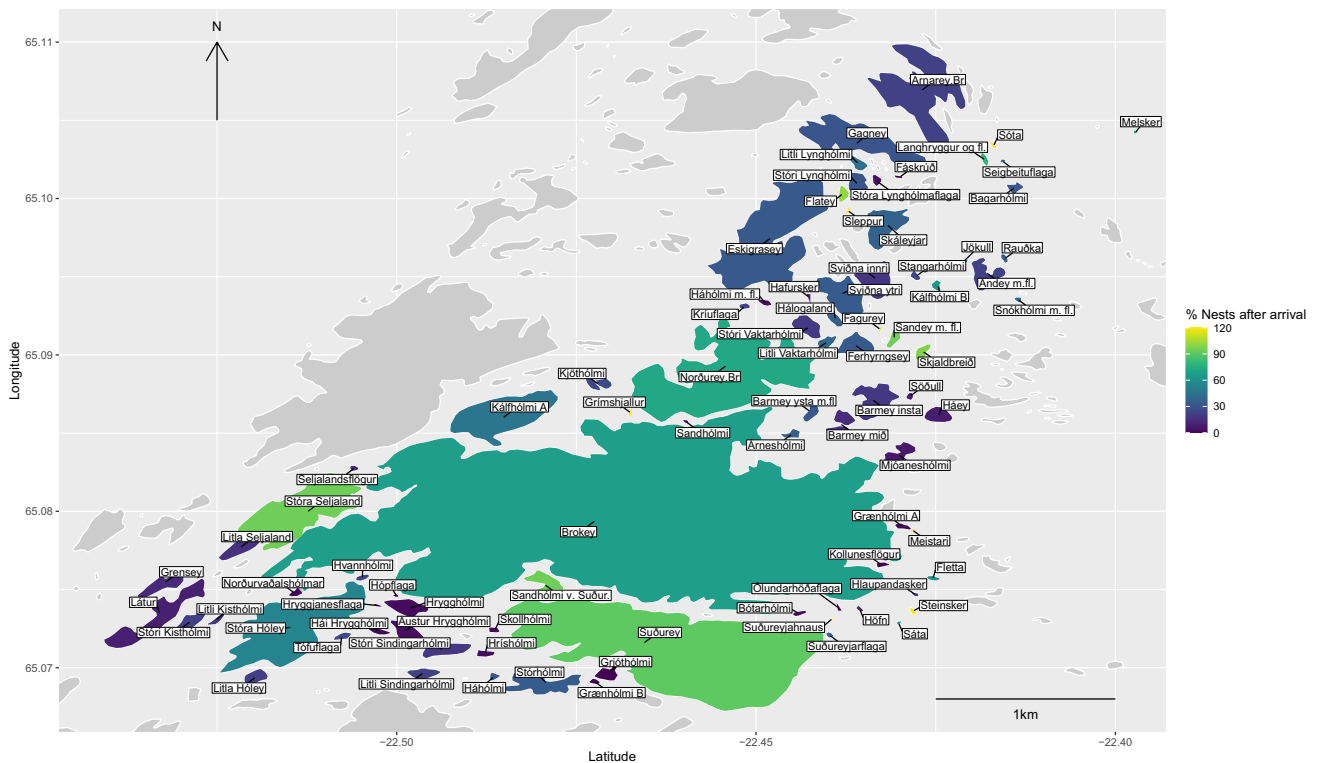 N
65.11
65.10
65.09
65.08
65.07
Longitude
Árnarey.Br
Melsker
Gagney
Sóta
Langhryggur og fl.
Litli Lynghólmi
Fáskrúð
Seigbeituflaga
Stóri Lynghólmi
Stóra Lynghólmaflaga
Bagarhólmi
Flatey
Sleppur
Skáleyjar
Eskigrasey
Jökull
Rauðka
Sviðna innri
Stangarhólmi
Andey m.fl.
Hafursker
Sviðna ytri
Háhólmi m. fl.
Kálfhólmi B
Hálogaland
Snókhólmi m. fl.
Kríuflaga
Fagurey
Stóri Vaktarhólmi
Sandey m. fl.
Litli Vaktarhólmi
Ferhyrngsey
Skjaldbreið
Norðurey.Br
Kjóthólmi
Söðull
Grímshjallur
Barmey ysta m.fl
Kálfhólmi A
Barmey insta
Háey
Sandhólmi
Barmey mið
Árneshólmi
Mjóaneshólmi
Seljalandsflögur
Stóra Seljaland
Grænhólmi A
Brokey
Litla Seljaland
Meistari
Kollunesflögur
Hvannhólmi
Fletta
Grensey
Norðurvaðalshólmar
Hópflaga
Hlaupandasker
Ólundarhöðaflaga
Sandhólmi v. Suður.
Látur
Hryggjanesflaga
Hrygghólmi
Steinsker
Litli Kisthólmi
Bótarhólmi
Höfn
Hái Hrygghólmi
Austur Hrygghólmi
Skollhólmi
Stóri Kisthólmi
Stóra Hóley
Suðureyjahnaus
Suðurey
Sáta
Tófuflaga
Stóri Sindingarhólmi
Hríshólmi
Suðureyjarflaga
Grjóthólmi
Stórhólmi
Litla Hóley
Litli Sindingarhólmi
Háhólmi
Grænhólmi B
1km
−22.50
−22.45
−22.40
Latitude
% Nests after arrival
120
90
60
30
0